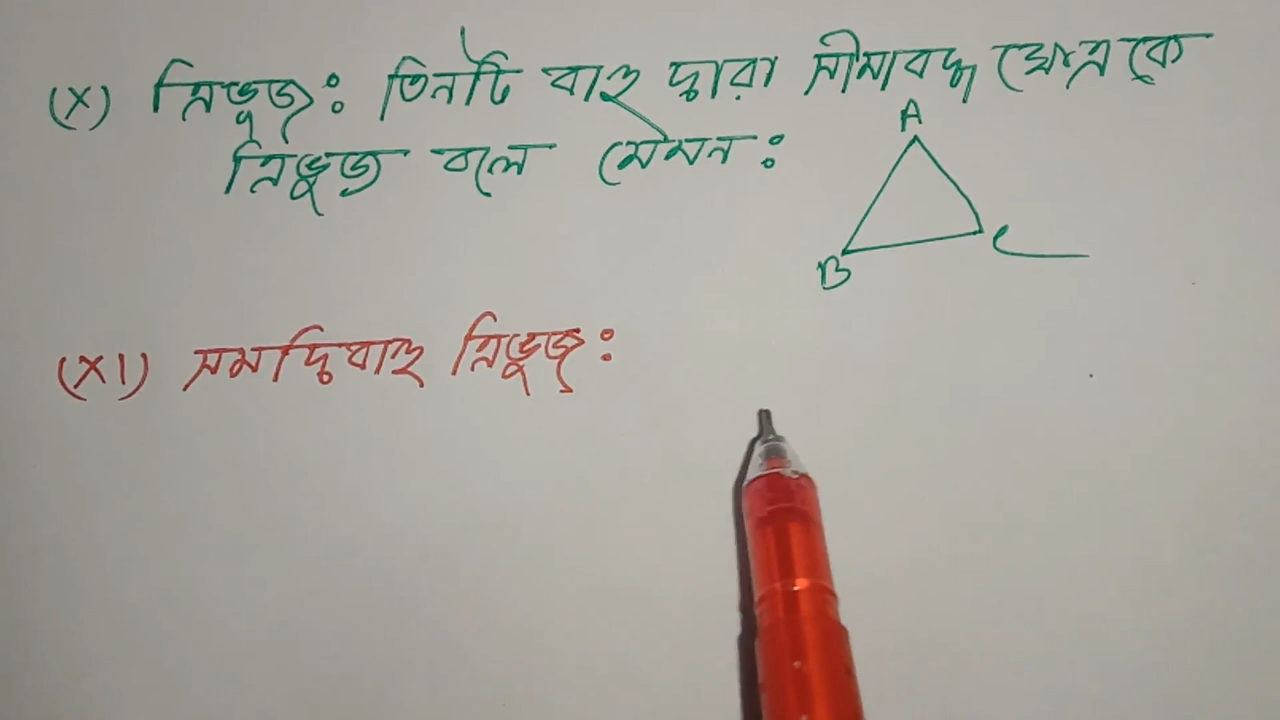 (X) ত্রিভূজ: তিনটি বাহু দ্বারা সীমাবদ্ধ ক্ষেত্রকে
ত্রিভুজ বলে যেমন:
A
B C
(XI) সমদ্বিবাহু ত্রিভুজ: